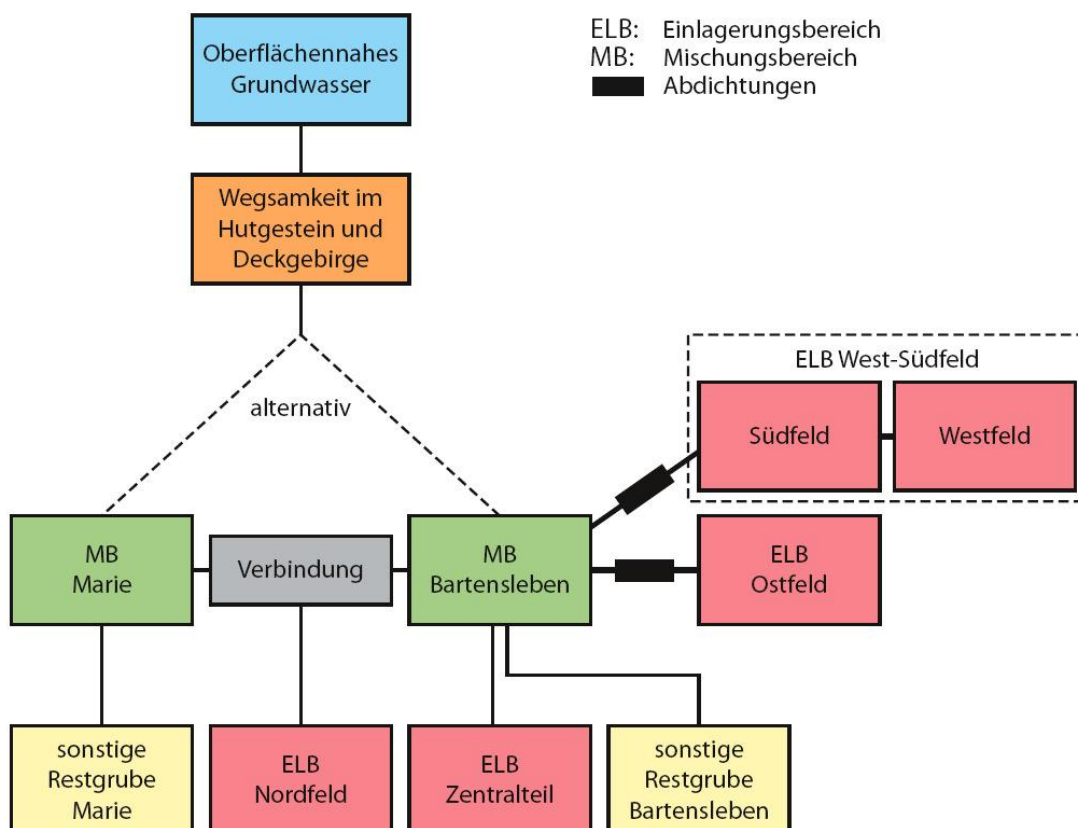 Oberflächennahes
Grundwasser
ELB: Einlagerungsbereich
MB: Mischungsbereich
Abdichtungen
Wegsamkeit im
Hutgestein und
Deckgebirge
alternativ
ELB West-Südfeld
Südfeld
Westfeld
MB
Marie
Verbindung
MB
Bartensleben
ELB
Ostfeld
sonstige
Restgrube
Marie
ELB
Nordfeld
ELB
Zentralteil
sonstige
Restgrube
Bartensleben